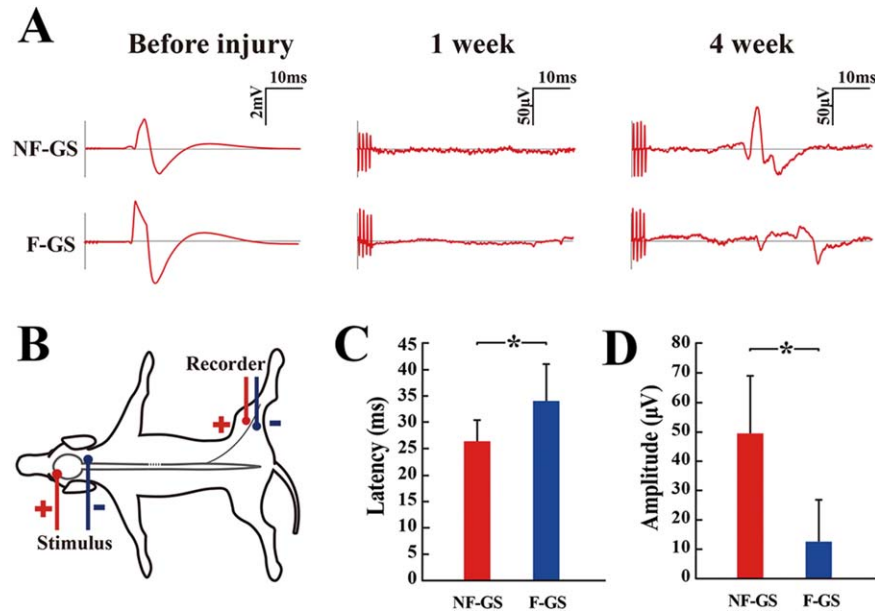 A
Before injury
1 week
4 week
10ms
2mV
10ms
50μV
10ms
50μV
NF-GS
F-GS
B
Recorder
+
-
+
-
Stimulus
C
Latency (ms)
45
40
35
30
25
20
15
10
5
0
*
NF-GS
F-GS
D
Amplitude (μV)
80
70
60
50
40
30
20
10
0
*
NF-GS
F-GS